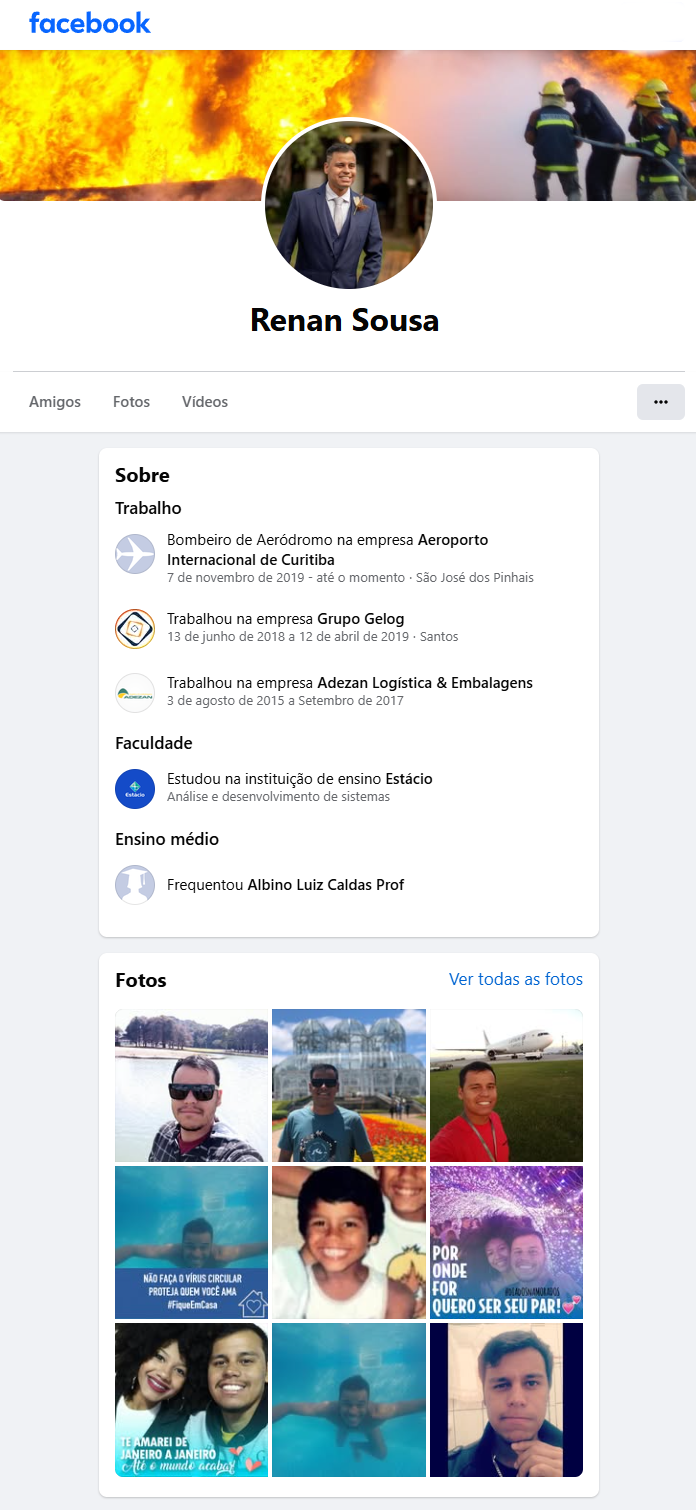 facebook
Renan Sousa
Amigos Fotos Vídeos
Sobre
Trabalho
Bombeiro de Aeródromo na empresa Aeroporto
Internacional de Curitiba
7 de novembro de 2019 - até o momento · São José dos Pinhais
Trabalhou na empresa Grupo Gelog
13 de junho de 2018 a 12 de abril de 2019 · Santos
ADEZAN
Trabalhou na empresa Adezan Logística & Embalagens
3 de agosto de 2015 a Setembro de 2017
Faculdade
Estácio
Estudou na instituição de ensino Estácio
Análise e desenvolvimento de sistemas
Ensino médio
Frequentou Albino Luiz Caldas Prof
Fotos Ver todas as fotos
NÃO FAÇA O VÍRUS CIRCULAR
PROTEJA QUEM VOCÊ AMA
#FiqueEmCasa
POR
ONDE
FOR
#DIADOSNAMORADOS
QUERO SER SEU PAR!
TE AMAREI DE
JANEIRO A JANEIRO
Até o mundo acabar